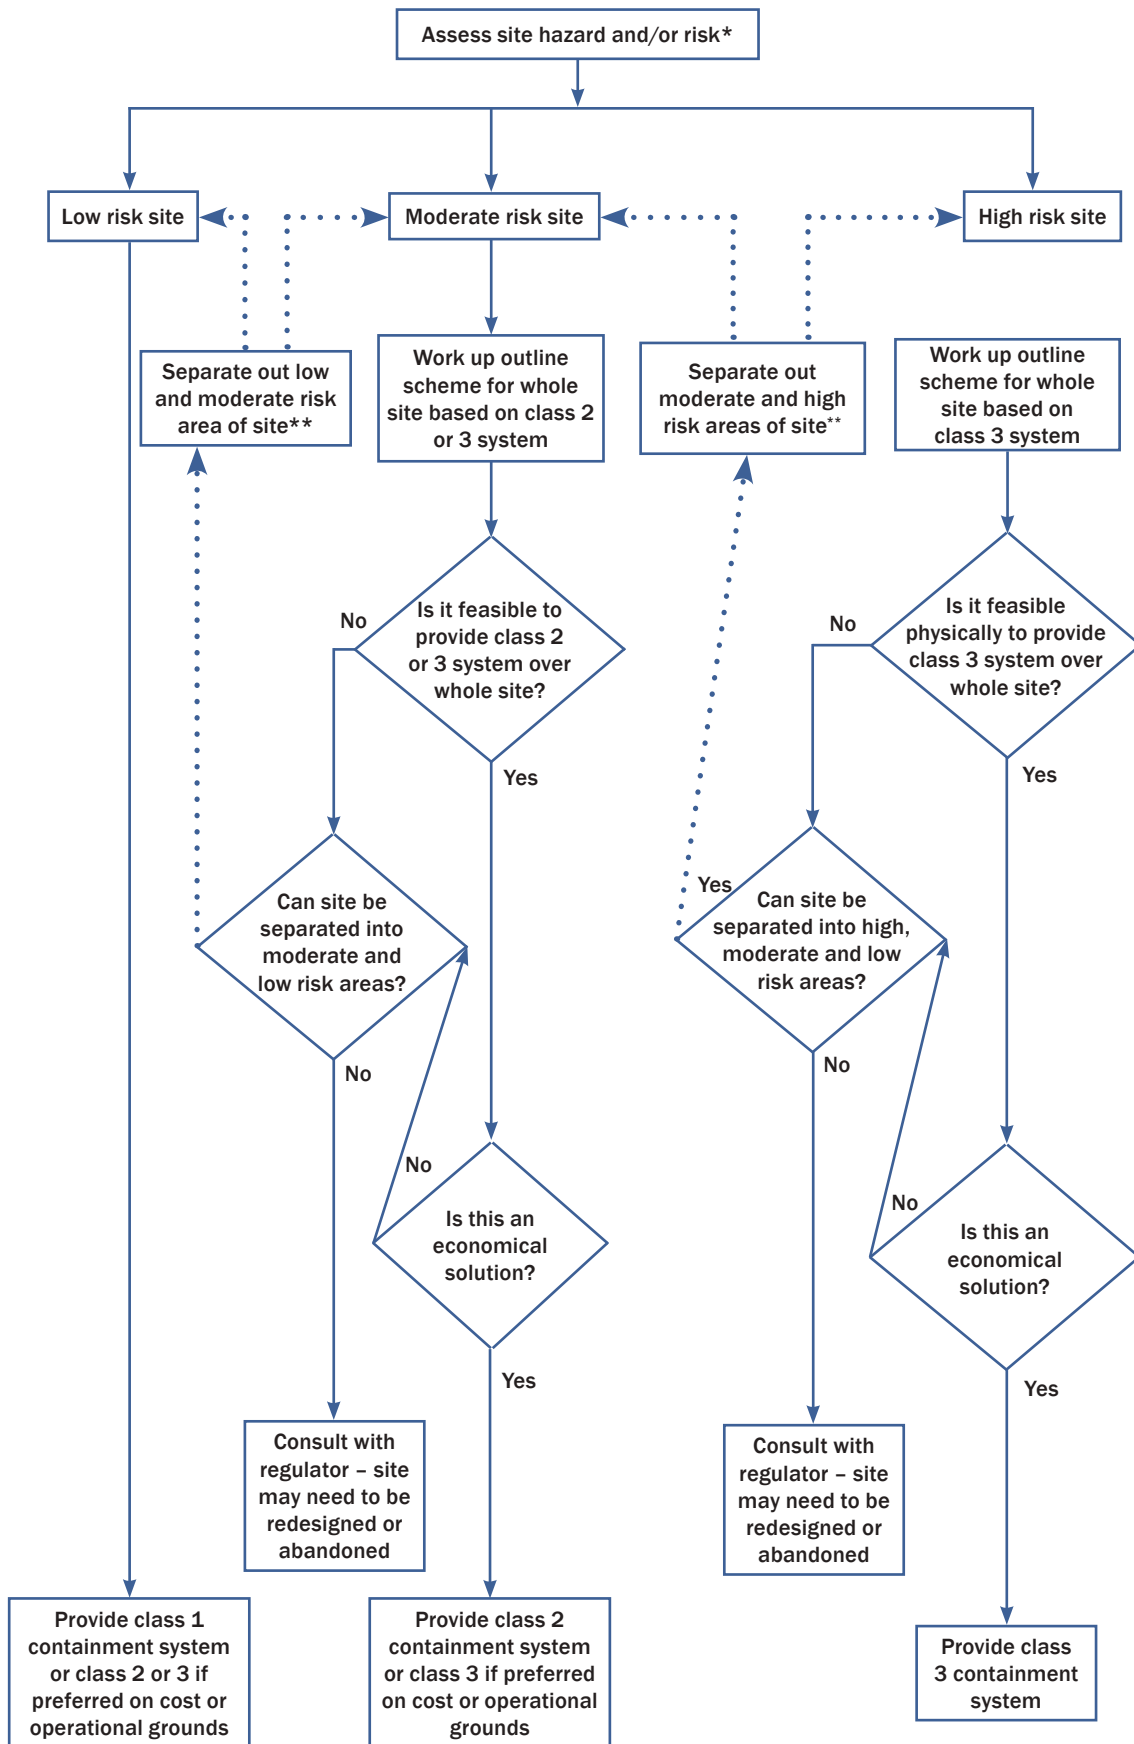 Assess site hazard and/or risk*
Low risk site
Moderate risk site
High risk site
Separate out low
and moderate risk
area of site**
Work up outline
scheme for whole
site based on class 2
or 3 system
Separate out
moderate and high
risk areas of site**
Work up outline
scheme for whole
site based on
class 3 system
No
Is it feasible to
provide class 2
or 3 system over
whole site?
Yes
No
Is it feasible
physically to provide
class 3 system over
whole site?
Yes
Can site be
separated into
moderate and
low risk areas?
No
Yes
Can site be
separated into high,
moderate and low
risk areas?
No
No
Is this an
economical
solution?
Yes
No
Is this an
economical
solution?
Yes
Consult with
regulator – site
may need to be
redesigned or
abandoned
Consult with
regulator – site
may need to be
redesigned or
abandoned
Provide class 1
containment system
or class 2 or 3 if
preferred on cost or
operational grounds
Provide class 2
containment system
or class 3 if preferred
on cost or operational
grounds
Provide class
3 containment
system